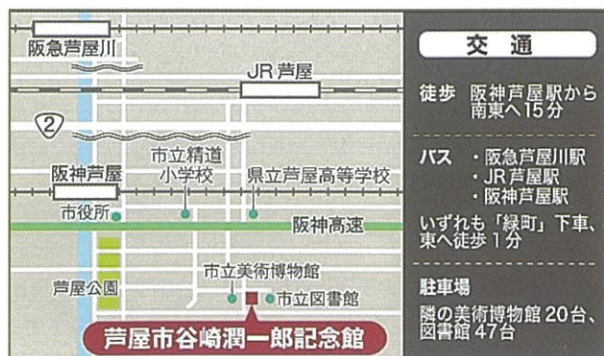 阪急芦屋川
JR 芦屋
2
阪神芦屋
市立精道
小学校
県立芦屋高等学校
市役所
阪神高速
芦屋公園
市立美術博物館
市立図書館
芦屋市谷崎潤一郎記念館
交 通
徒歩 阪神芦屋駅から
南東へ15分
バス ・阪急芦屋川駅
・JR芦屋駅
・阪神芦屋駅
いずれも「緑町」下車、
東へ徒歩1分
駐車場
隣の美術博物館20台、
図書館47台